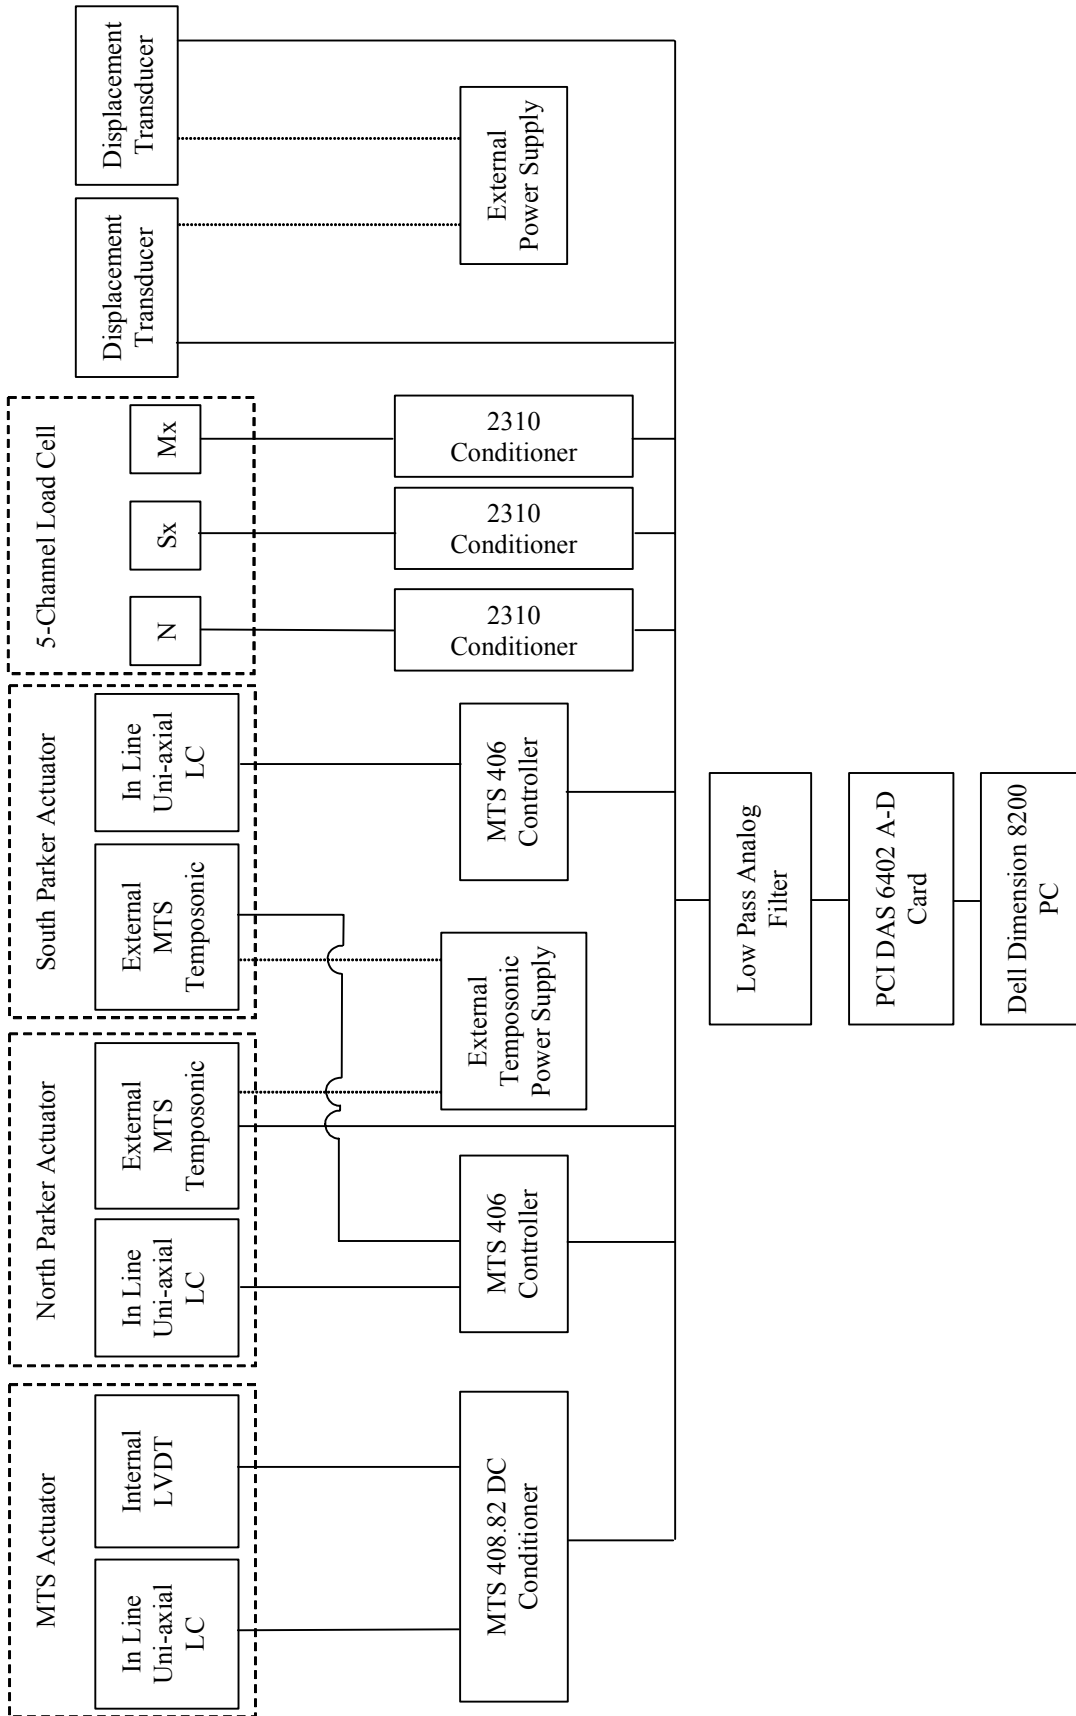 MTS Actuator
In Line
Uni-axial
LC
Internal
LVDT
MTS 408.82 DC
Conditioner
North Parker Actuator
In Line
Uni-axial
LC
External
MTS
Temposonic
MTS 406
Controller
South Parker Actuator
External
MTS
Temposonic
In Line
Uni-axial
LC
External
Temposonic
Power Supply
MTS 406
Controller
5-Channel Load Cell
N
Sx
Mx
2310
Conditioner
2310
Conditioner
2310
Conditioner
Displacement
Transducer
Displacement
Transducer
External
Power Supply
Low Pass Analog
Filter
PCI DAS 6402 A-D
Card
Dell Dimension 8200
PC